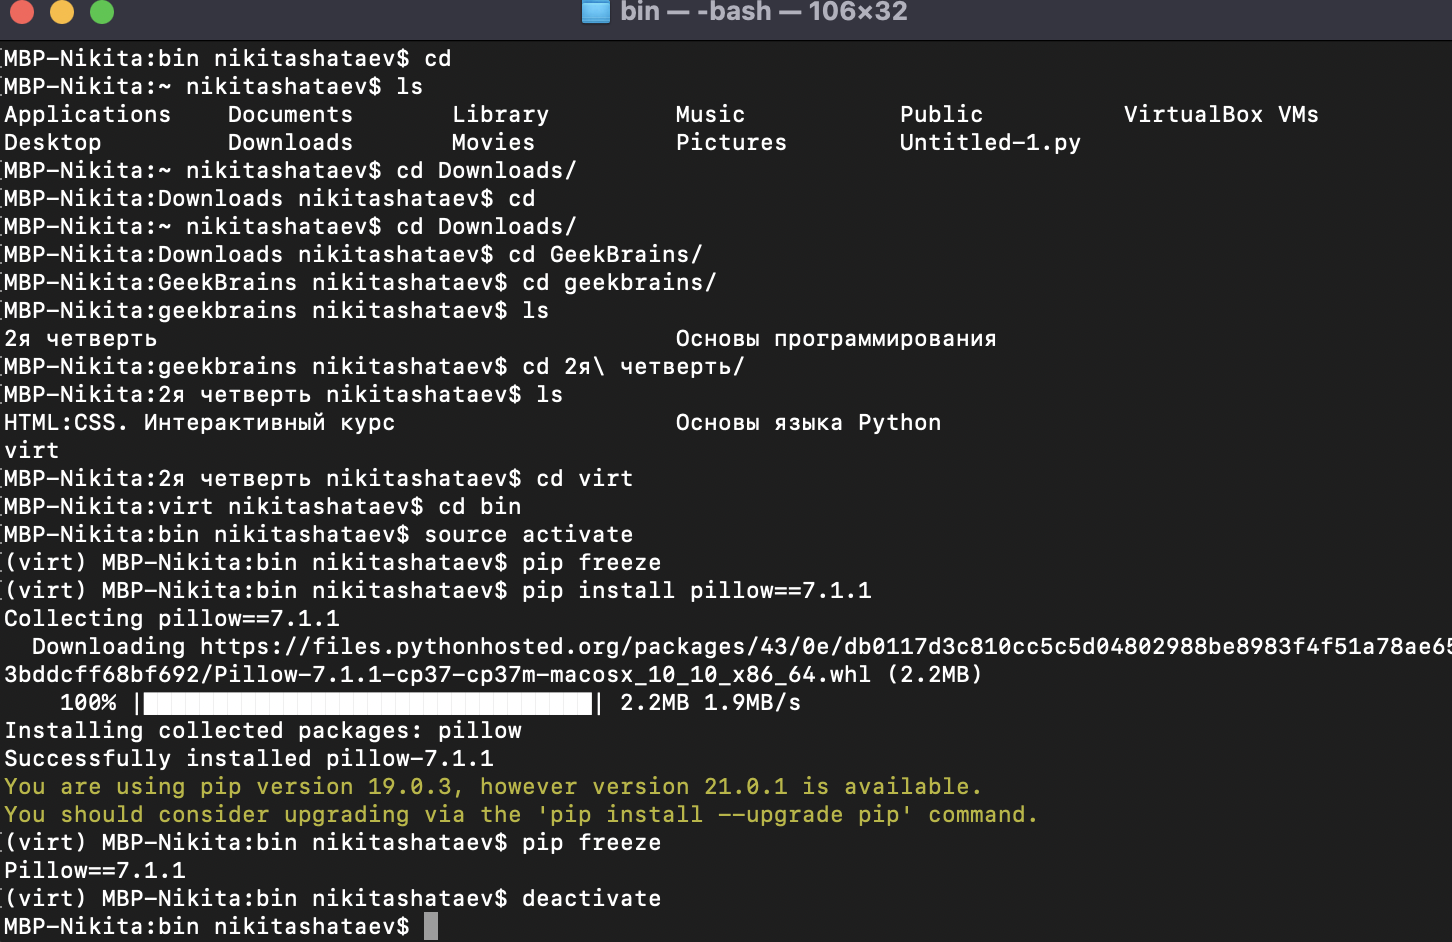 bin — -bash — 106×32
MBP-Nikita:bin nikitashataev$ cd
MBP-Nikita:~ nikitashataev$ ls
Applications Documents Library Music Public VirtualBox VMs
Desktop Downloads Movies Pictures Untitled-1.py
MBP-Nikita:~ nikitashataev$ cd Downloads/
MBP-Nikita:Downloads nikitashataev$ cd
MBP-Nikita:~ nikitashataev$ cd Downloads/
MBP-Nikita:Downloads nikitashataev$ cd GeekBrains/
MBP-Nikita:GeekBrains nikitashataev$ cd geekbrains/
MBP-Nikita:geekbrains nikitashataev$ ls
2я четверть Основы программирования
MBP-Nikita:geekbrains nikitashataev$ cd 2я\ четверть/
MBP-Nikita:2я четверть nikitashataev$ ls
HTML:CSS. Интерактивный курс Основы языка Python
virt
MBP-Nikita:2я четверть nikitashataev$ cd virt
MBP-Nikita:virt nikitashataev$ cd bin
MBP-Nikita:bin nikitashataev$ source activate
(virt) MBP-Nikita:bin nikitashataev$ pip freeze
(virt) MBP-Nikita:bin nikitashataev$ pip install pillow==7.1.1
Collecting pillow==7.1.1
Downloading https://files.pythonhosted.org/packages/43/0e/db0117d3c810cc5c5d04802988be8983f4f51a78ae65
3bddcff68bf692/Pillow-7.1.1-cp37-cp37m-macosx_10_10_x86_64.whl (2.2MB)
100% |████████████████████████████████| 2.2MB 1.9MB/s
Installing collected packages: pillow
Successfully installed pillow-7.1.1
You are using pip version 19.0.3, however version 21.0.1 is available.
You should consider upgrading via the 'pip install --upgrade pip' command.
(virt) MBP-Nikita:bin nikitashataev$ pip freeze
Pillow==7.1.1
(virt) MBP-Nikita:bin nikitashataev$ deactivate
MBP-Nikita:bin nikitashataev$